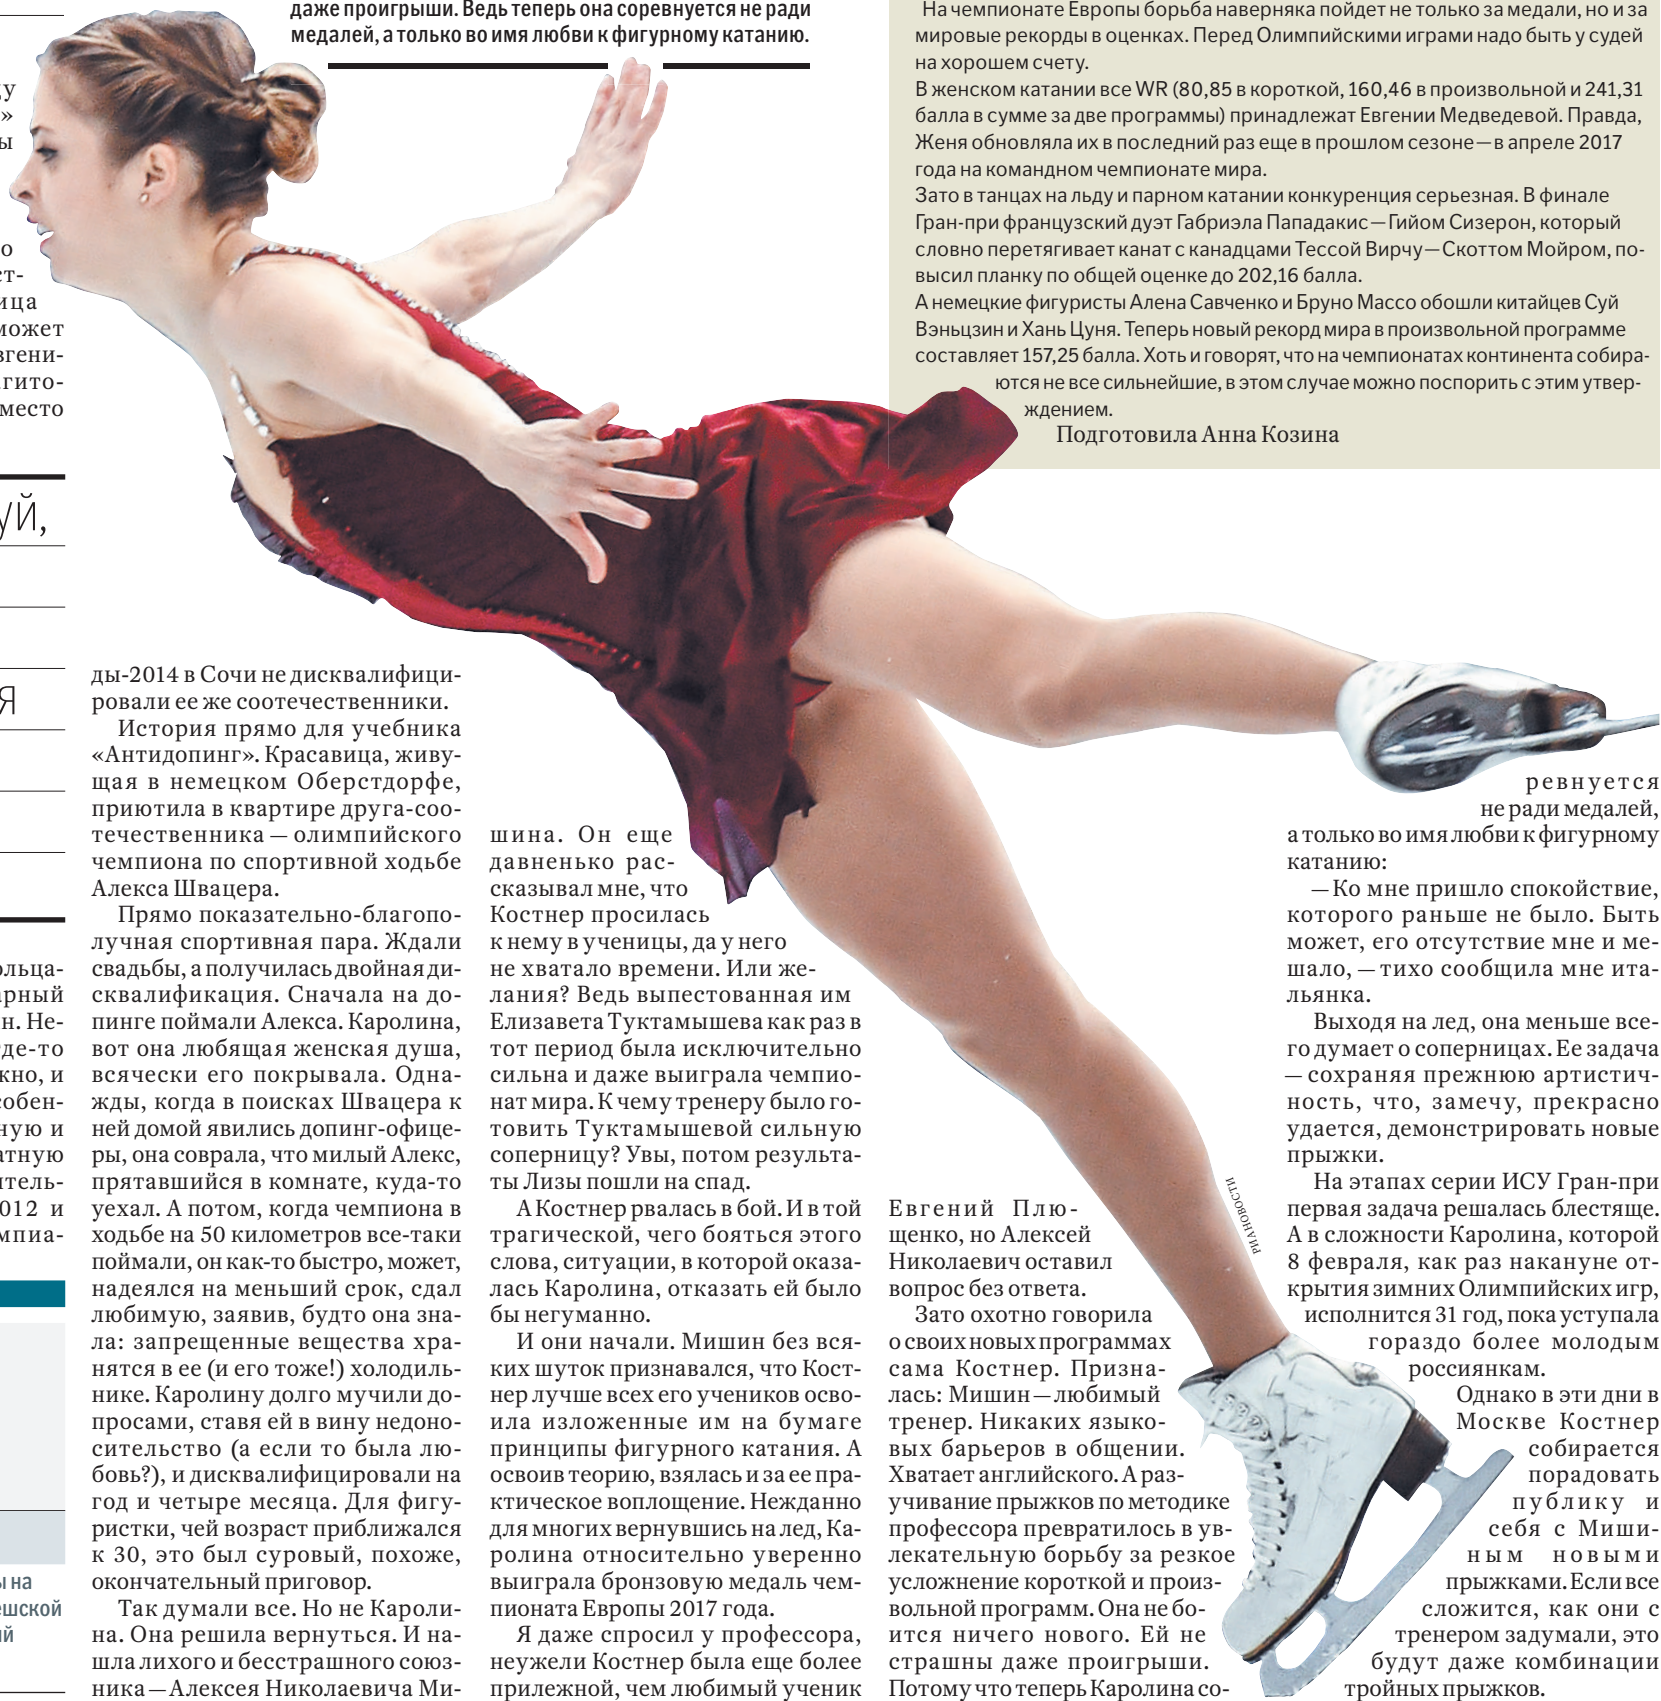 даже проигрыши. Ведь теперь она соревнуется не ради
медалей, а только во имя любви к фигурному катанию.
На чемпионате Европы борьба наверняка пойдет не только за медали, но и за
мировые рекорды в оценках. Перед Олимпийскими играми надо быть у судей
на хорошем счету.
В женском катании все WR (80,85 в короткой, 160,46 в произвольной и 241,31
балла в сумме за две программы) принадлежат Евгении Медведевой. Правда,
Женя обновляла их в последний раз еще в прошлом сезоне — в апреле 2017
года на командном чемпионате мира.
Зато в танцах на льду и парном катании конкуренция серьезная. В финале
Гран-при французский дуэт Габриэла Пападакис — Гийом Сизерон, который
словно перетягивает канат с канадцами Тессой Вирчу — Скоттом Мойром, по-
высил планку по общей оценке до 202,16 балла.
А немецкие фигуристы Алена Савченко и Бруно Массо обошли китайцев Суй
Вэньцзин и Хань Цуня. Теперь новый рекорд мира в произвольной программе
составляет 157,25 балла. Хоть и говорят, что на чемпионатах континента собира-
ются не все сильнейшие, в этом случае можно поспорить с этим утвер-
ждением.
Подготовила Анна Козина
у
»
ы
о
ст-
ица
может
вгени-
гито-
место
уй,
я
ольца-
арный
н. Не-
где-то
жно, и
собен-
ную и
атную
итель-
012 и
мпиа-
ы на
ешской
ий
ды-2014 в Сочи не дисквалифици-
ровали ее же соотечественники.
История прямо для учебника
«Антидопинг». Красавица, живу-
щая в немецком Оберстдорфе,
приютила в квартире друга-соо-
течественника — олимпийского
чемпиона по спортивной ходьбе
Алекса Швацера.
Прямо показательно-благопо-
лучная спортивная пара. Ждали
свадьбы, а получилась двойная ди-
сквалификация. Сначала на до-
пинге поймали Алекса. Каролина,
вот она любящая женская душа,
всячески его покрывала. Одна-
жды, когда в поисках Швацера к
ней домой явились допинг-офице-
ры, она соврала, что милый Алекс,
прятавшийся в комнате, куда-то
уехал. А потом, когда чемпиона в
ходьбе на 50 километров все-таки
поймали, он как-то быстро, может,
надеялся на меньший срок, сдал
любимую, заявив, будто она зна-
ла: запрещенные вещества хра-
нятся в ее (и его тоже!) холодиль-
нике. Каролину долго мучили до-
просами, ставя ей в вину недоно-
сительство (а если то была лю-
бовь?), и дисквалифицировали на
год и четыре месяца. Для фигу-
ристки, чей возраст приближался
к 30, это был суровый, похоже,
окончательный приговор.
Так думали все. Но не Кароли-
на. Она решила вернуться. И на-
шла лихого и бесстрашного союз-
ника — Алексея Николаевича Ми-
шина. Он еще
давненько рас-
сказывал мне, что
Костнер просилась
к нему в ученицы, да у него
не хватало времени. Или же-
лания? Ведь выпестованная им
Елизавета Туктамышева как раз в
тот период была исключительно
сильна и даже выиграла чемпио-
нат мира. К чему тренеру было го-
товить Туктамышевой сильную
соперницу? Увы, потом результа-
ты Лизы пошли на спад.
А Костнер рвалась в бой. И в той
трагической, чего бояться этого
слова, ситуации, в которой оказа-
лась Каролина, отказать ей было
бы негуманно.
И они начали. Мишин без вся-
ких шуток признавался, что Кост-
нер лучше всех его учеников осво-
ила изложенные им на бумаге
принципы фигурного катания. А
освоив теорию, взялась и за ее пра-
ктическое воплощение. Нежданно
для многих вернувшись на лед, Ка-
ролина относительно уверенно
выиграла бронзовую медаль чем-
пионата Европы 2017 года.
Я даже спросил у профессора,
неужели Костнер была еще более
прилежной, чем любимый ученик
Евгений Плю-
щенко, но Алексей
Николаевич оставил
вопрос без ответа.
Зато охотно говорила
о своих новых программах
сама Костнер. Призна-
лась: Мишин — любимый
тренер. Никаких языко-
вых барьеров в общении.
Хватает английского. А раз-
учивание прыжков по методике
профессора превратилось в ув-
лекательную борьбу за резкое
усложнение короткой и произ-
вольной программ. Она не бо-
ится ничего нового. Ей не
страшны даже проигрыши.
Потому что теперь Каролина со-
РИА НОВОСТИ
ревнуется
не ради медалей,
а только во имя любви к фигурному
катанию:
— Ко мне пришло спокойствие,
которого раньше не было. Быть
может, его отсутствие мне и ме-
шало, — тихо сообщила мне ита-
льянка.
Выходя на лед, она меньше все-
го думает о соперницах. Ее задача
— сохраняя прежнюю артистич-
ность, что, замечу, прекрасно
удается, демонстрировать новые
прыжки.
На этапах серии ИСУ Гран-при
первая задача решалась блестяще.
А в сложности Каролина, которой
8 февраля, как раз накануне от-
крытия зимних Олимпийских игр,
исполнится 31 год, пока уступала
гораздо более молодым
россиянкам.
Однако в эти дни в
Москве Костнер
собирается
порадовать
публику и
себя с Миши-
ным новыми
прыжками. Если все
сложится, как они с
тренером задумали, это
будут даже комбинации
тройных прыжков.